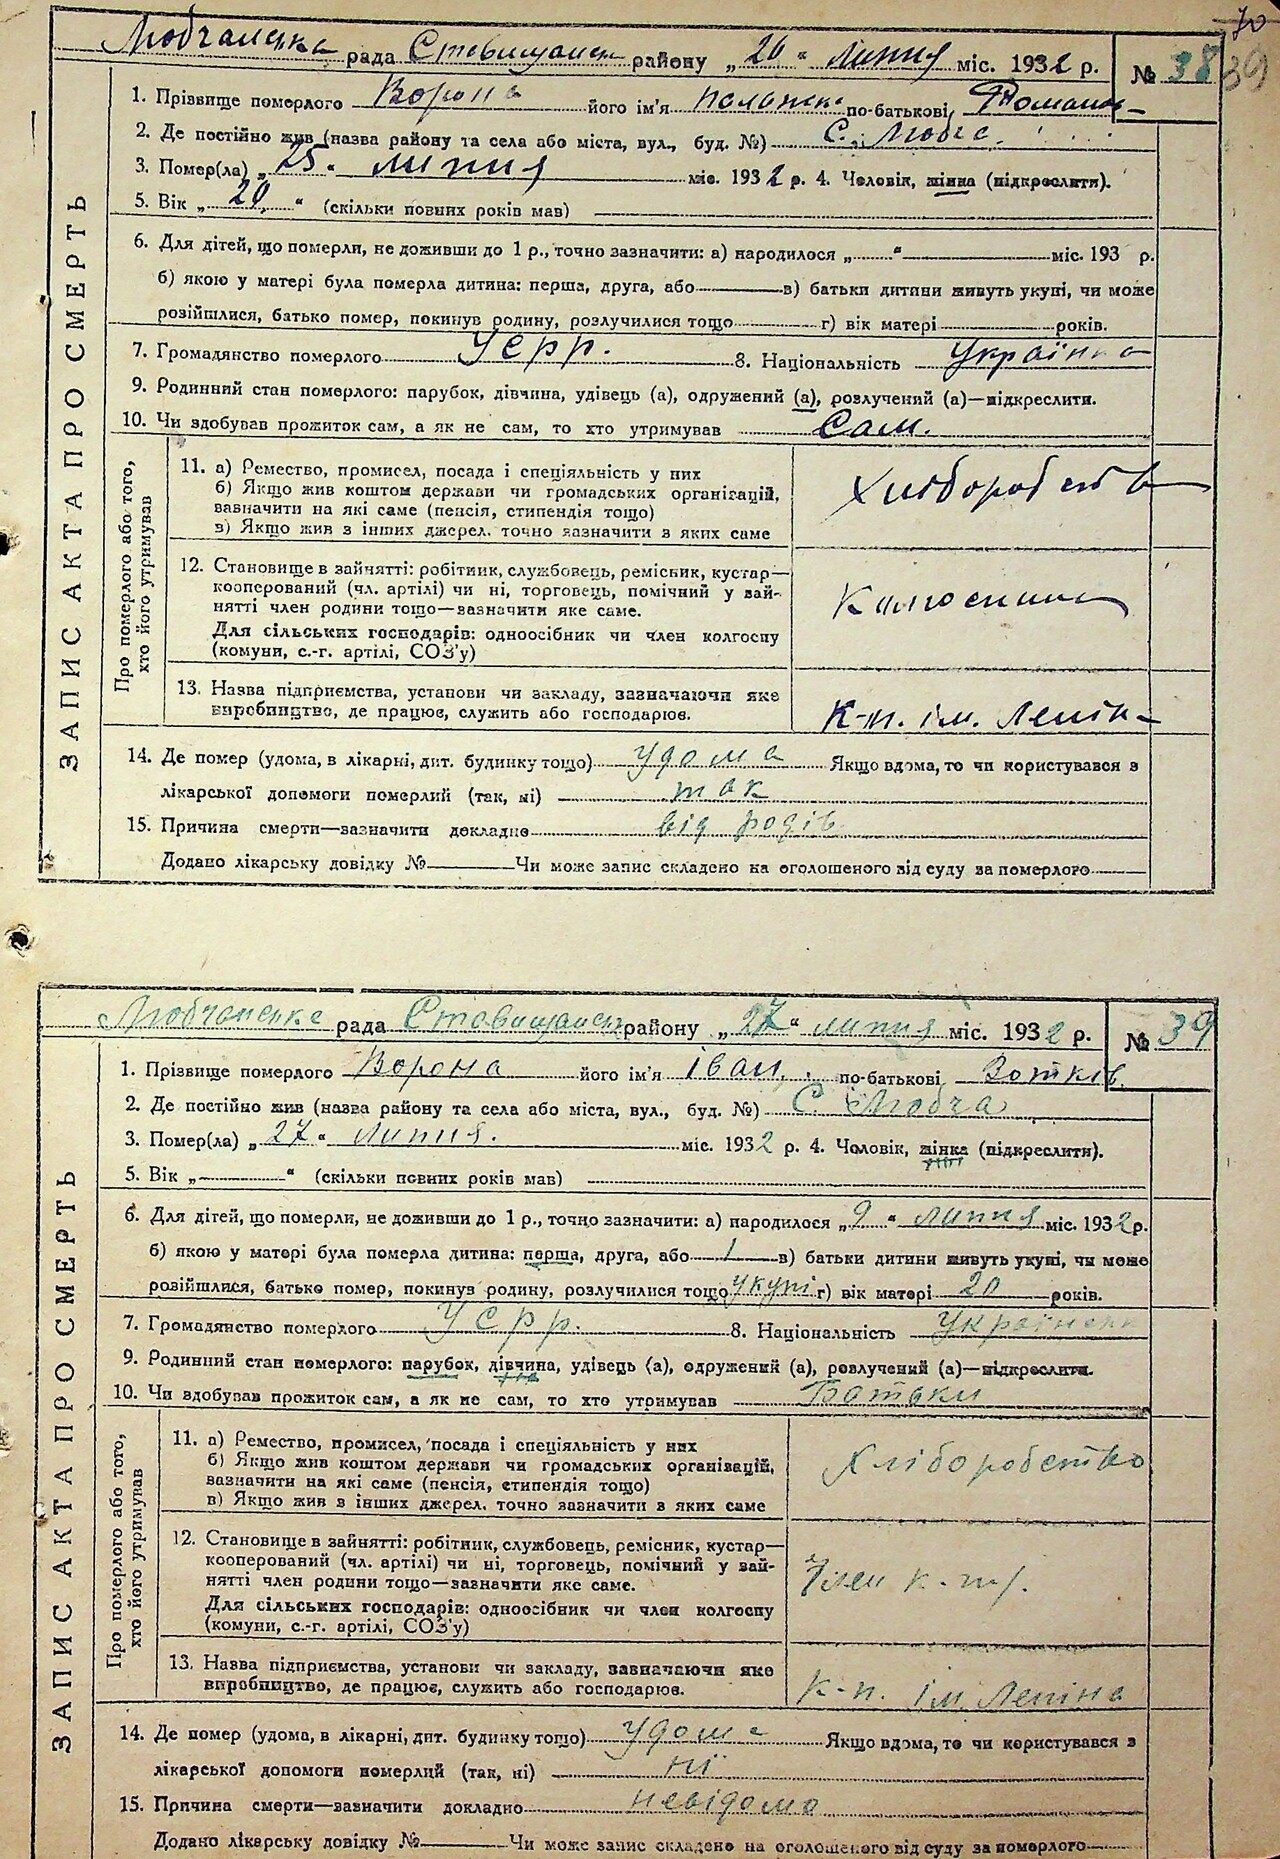 70
Любчанська рада Ставищанськ району „26“ липня міс. 1932 р. № 38 39
1. Прізвище померлого Ворона його ім'я по-батькові Романов
2. Де постійно жив (назва району та села або міста, вул., буд. №) С. Любча
3. Помер(ла) „25“ липня міс. 1932 р. 4. Чоловік, жінка (підкреслити).
5. Вік „20“ (скільки повних років мав)
6. Для дітей, що померли, не доживши до 1 р., точно зазначити: а) народилося „ “ міс. 193 р.
б) якою у матері була померла дитина: перша, друга, або в) батьки дитини живуть укупі, чи може
розійшлися, батько помер, покинув родину, розлучилися тощо г) вік матері років.
7. Громадянство померлого УСРР. 8. Національність Українка
9. Родинний стан померлого: парубок, дівчина, удівець (а), одружений (а), розлучений (а)—підкреслити.
10. Чи здобував прожиток сам, а як не сам, то хто утримував Сам.
ЗАПИС АКТА ПРО СМЕРТЬ
Про померлого або того,
хто його утримував
11. а) Ремество, промисел, посада і спеціяльність у них
б) Якщо жив коштом держави чи громадських організацій,
вазначити на які саме (пенсія, стипендія тощо)
в) Якщо жив з інших джерел. точно зазначити з яких саме
Хліборобств
12. Становище в зайнятті: робітник, службовець, ремісник, кустар—
кооперований (чл. артілі) чи ні, торговець, помічний у зай-
нятті член родини тощо—зазначити яке саме.
Для сільських господарів: одноосібник чи член колгоспу
(комуни, с.-г. артілі, СОЗ'у)
13. Назва підприємства, установи чи закладу, зазначаючи яке
виробництво, де працює, служить або господарює.
К-п. ім. Леніна
14. Де помер (удома, в лікарні, дит. будинку тощо) удома Якщо вдома, то чи користувався з
лікарської допомоги померлий (так, ні) так
15. Причина смерти—зазначити докладно від родів
Додано лікарську довідку № Чи може запис складено на оголошеного від суду за померлого
Любчанська рада Ставищанськ району „27“ липня міс. 1932 р. № 39
1. Прізвище померлого Ворона його ім'я Іван по-батькові
2. Де постійно жив (назва району та села або міста, вул., буд. №) С. Любча
3. Помер(ла) „27“ липня. міс. 1932 р. 4. Чоловік, жінка (підкреслити).
5. Вік „ “ (скільки повних років мав)
6. Для дітей, що померли, не доживши до 1 р., точно зазначити: а) народилося „9“ липня міс. 1932 р.
б) якою у матері була померла дитина: перша, друга, або 1 в) батьки дитини живуть укупі, чи може
розійшлися, батько помер, покинув родину, розлучилися тощо укупі г) вік матері 20 років.
7. Громадянство померлого УСРР. 8. Національність Українець
9. Родинний стан померлого: парубок, дівчина, удівець (а), одружений (а), розлучений (а)—підкреслити.
10. Чи здобував прожиток сам, а як не сам, то хто утримував Батьки
ЗАПИС АКТА ПРО СМЕРТЬ
Про померлого або того,
хто його утримував
11. а) Ремество, промисел, посада і спеціяльність у них
б) Якщо жив коштом держави чи громадських організацій,
вазначити на які саме (пенсія, стипендія тощо)
в) Якщо жив в інших джерел. точно зазначити в яких саме
Хліборобство
12. Становище в зайнятті: робітник, службовець, ремісник, кустар—
кооперований (чл. артілі) чи ні, торговець, помічний у зай-
нятті член родини тощо—зазначити яке саме.
Для сільських господарів: одноосібник чи член колгоспу
(комуни, с.-г. артілі, СОЗ'у)
Член
13. Назва підприємства, установи чи закладу, зазначаючи яке
виробництво, де працює, служить або господарює.
К-п. ім. Леніна
14. Де помер (удома, в лікарні, дит. будинку тощо) удома Якщо вдома, то чи користувався з
лікарської допомоги померлий (так, ні) ні
15. Причина смерти—зазначити докладно невідомо
Додано лікарську довідку № Чи може запис складено на оголошеного від суду за померлого